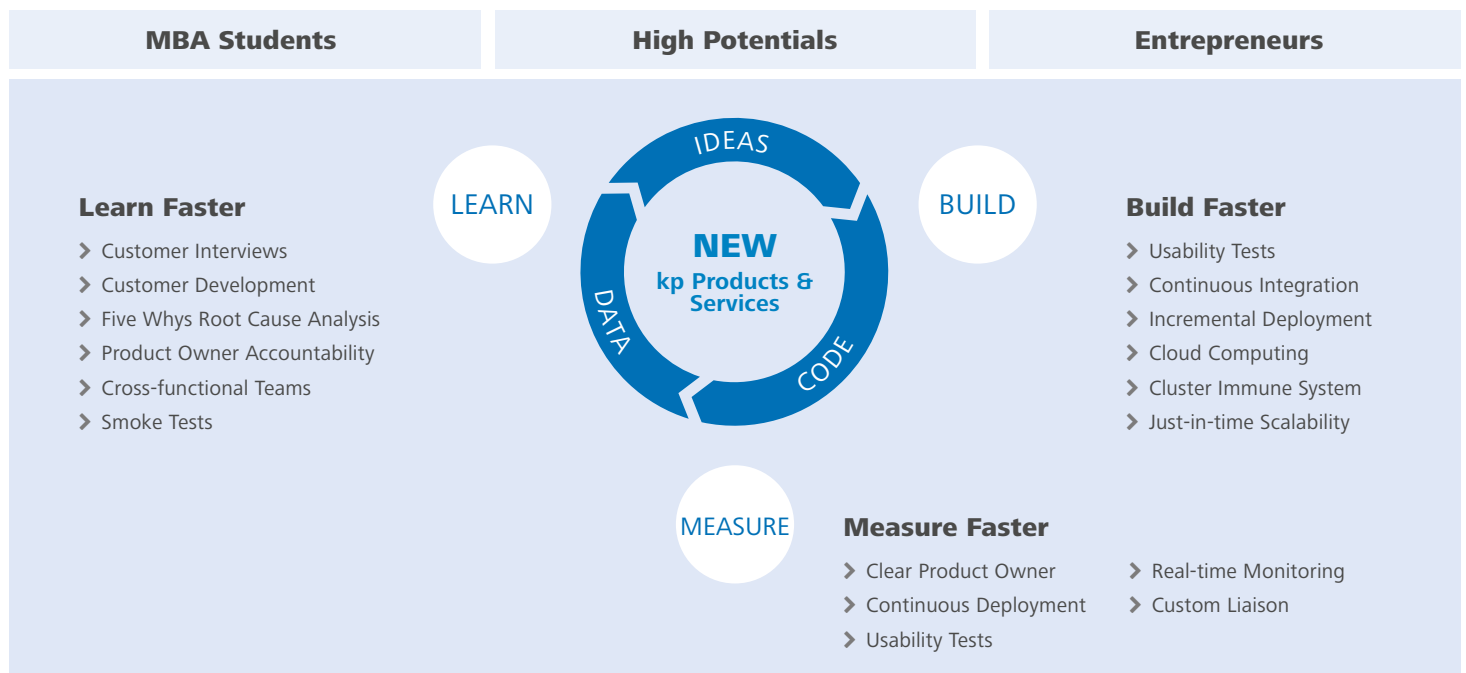 MBA Students
High Potentials
Entrepreneurs
IDEAS
LEARN
BUILD
NEW
kp Products &
Services
DATA
CODE
Learn Faster
Customer Interviews
Customer Development
Five Whys Root Cause Analysis
Product Owner Accountability
Cross-functional Teams
Smoke Tests
Build Faster
Usability Tests
Continuous Integration
Incremental Deployment
Cloud Computing
Cluster Immune System
Just-in-time Scalability
MEASURE
Measure Faster
Clear Product Owner
Continuous Deployment
Usability Tests
Real-time Monitoring
Custom Liaison